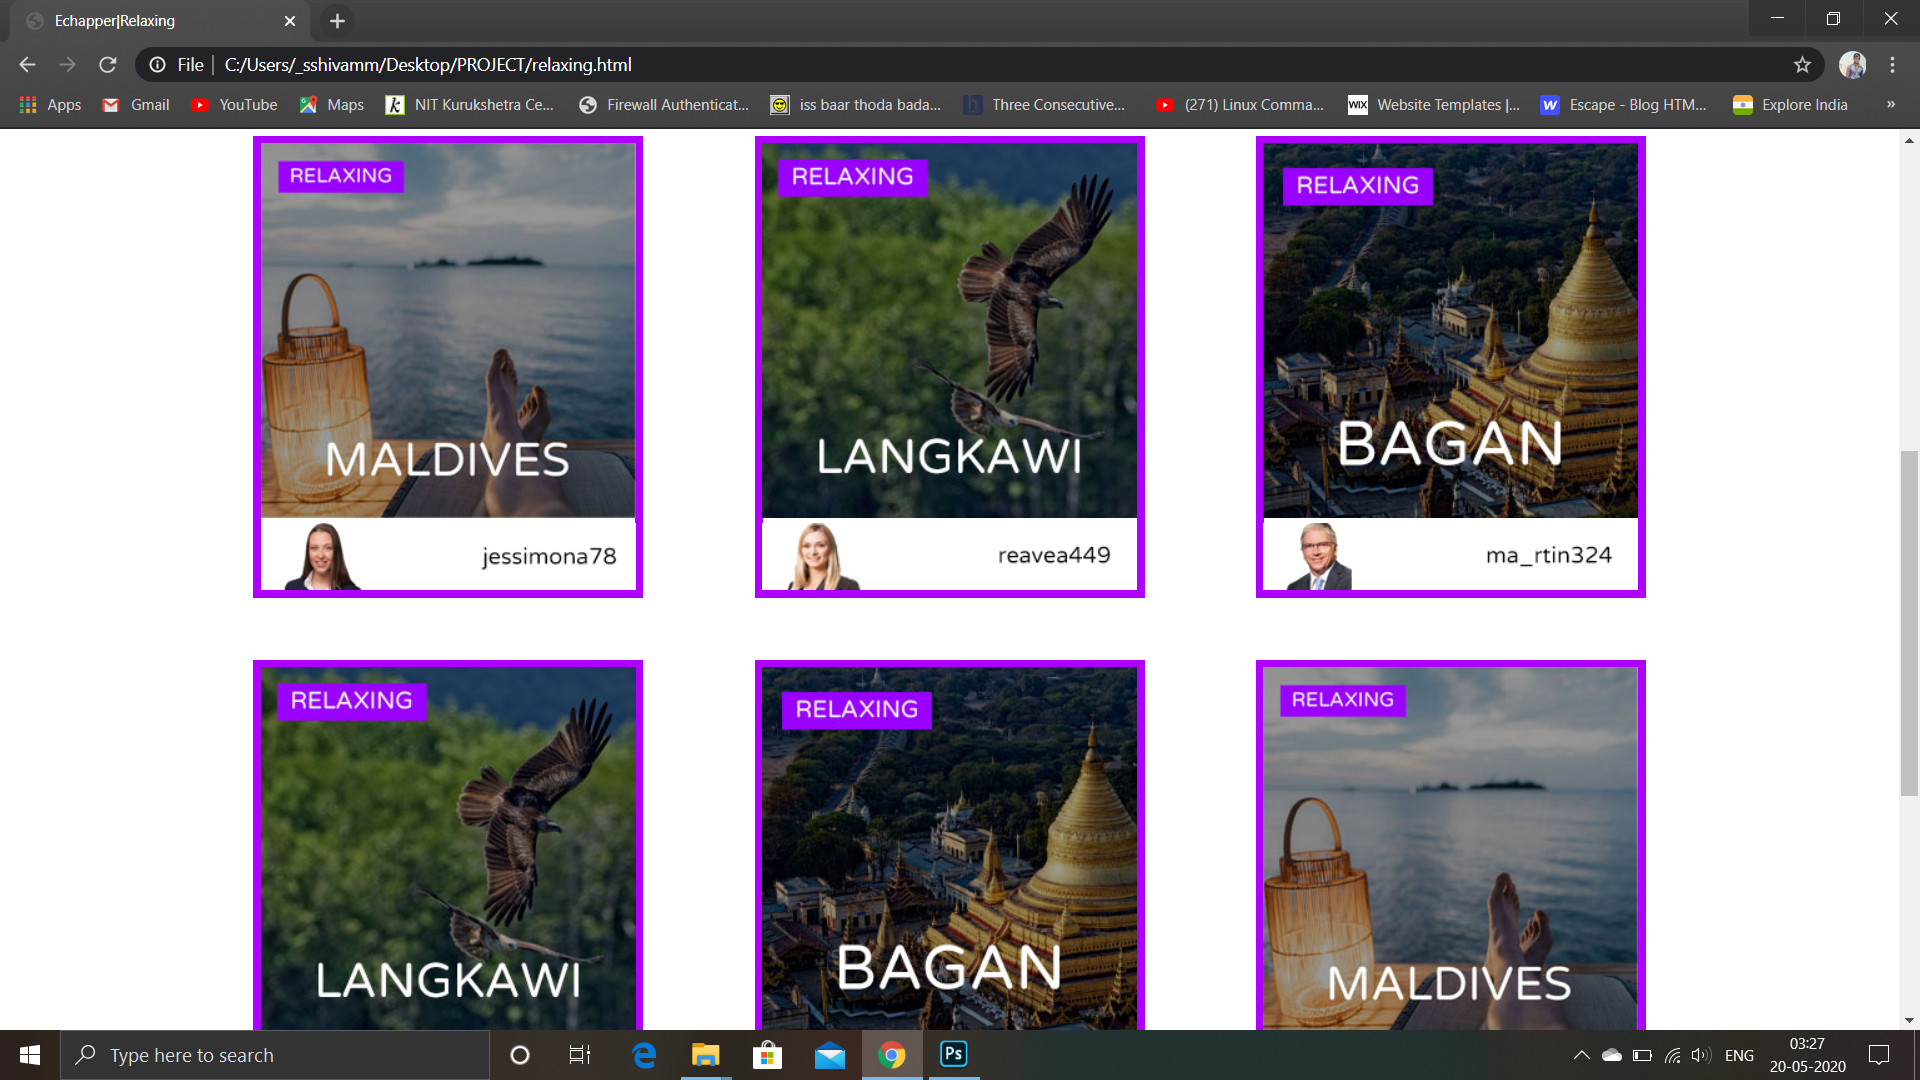 Echapper|Relaxing
File | C:/Users/_sshivamm/Desktop/PROJECT/relaxing.html
Apps Gmail YouTube Maps k NIT Kurukshetra Ce... Firewall Authenticat... iss baar thoda bada... h Three Consecutive... (271) Linux Comma... WIX Website Templates |... W Escape - Blog HTM... Explore India »
RELAXING RELAXING RELAXING
MALDIVES LANGKAWI BAGAN
jessimona78 reavea449 ma_rtin324
RELAXING RELAXING RELAXING
LANGKAWI BAGAN MALDIVES
Type here to search Ps ENG 03:27
20-05-2020